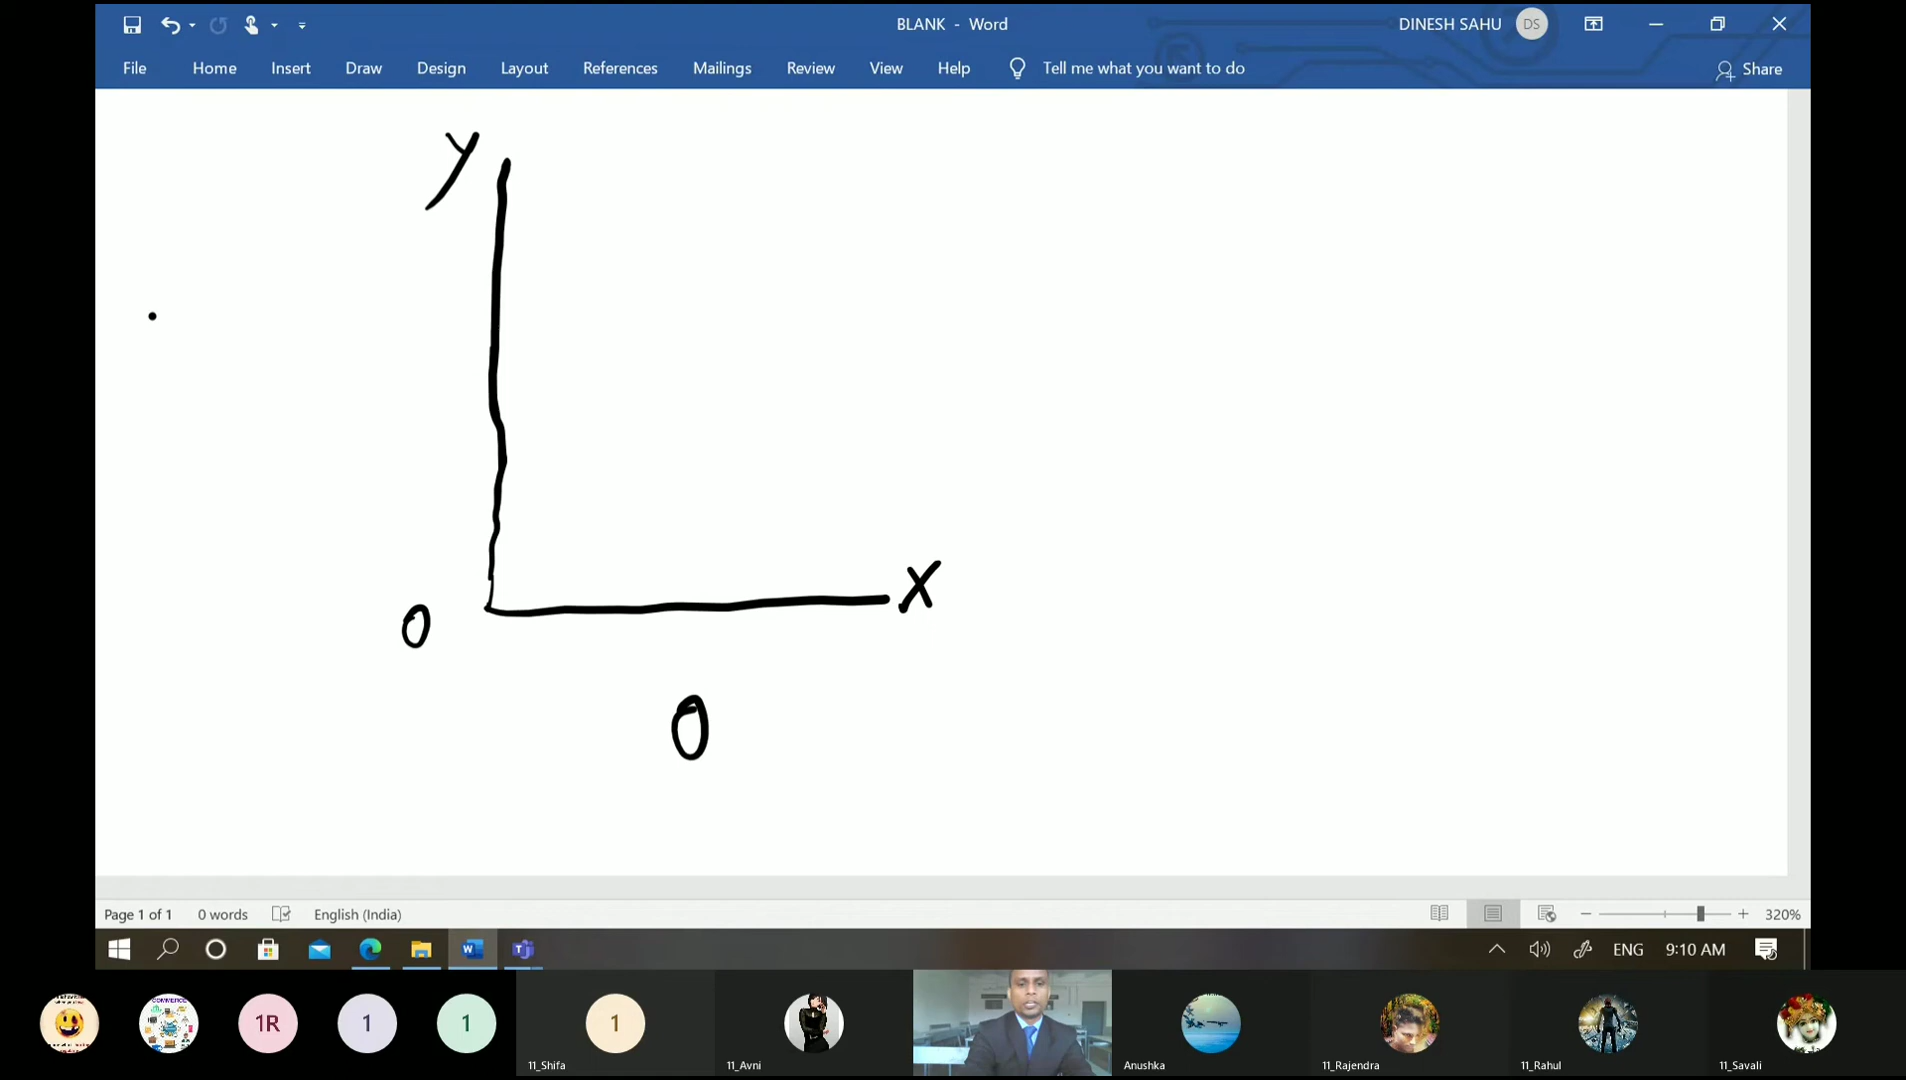 BLANK - Word
DINESH SAHU DS
File Home Insert Draw Design Layout References Mailings Review View Help Tell me what you want to do Share
y
x
0
0
Page 1 of 1 0 words English (India) 320%
ENG 9:10 AM
COMMERCE
1R 1 1 1
11_Shifa 11_Avni Anushka 11_Rajendra 11_Rahul 11_Savali